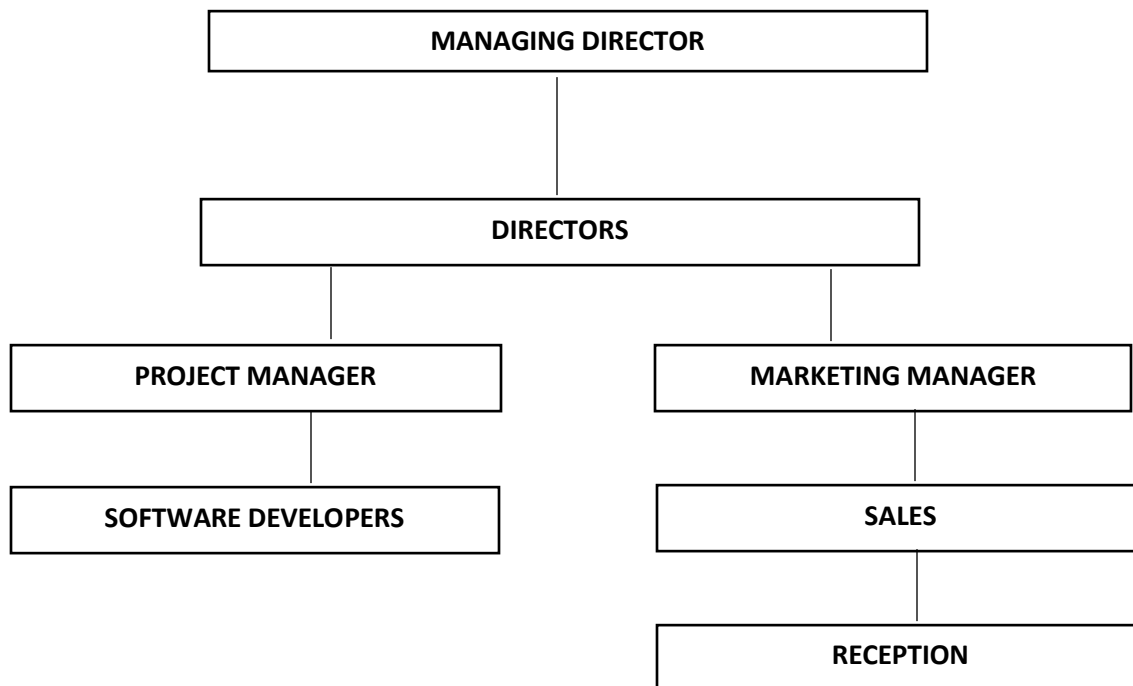 MANAGING DIRECTOR
DIRECTORS
PROJECT MANAGER
MARKETING MANAGER
SOFTWARE DEVELOPERS
SALES
RECEPTION